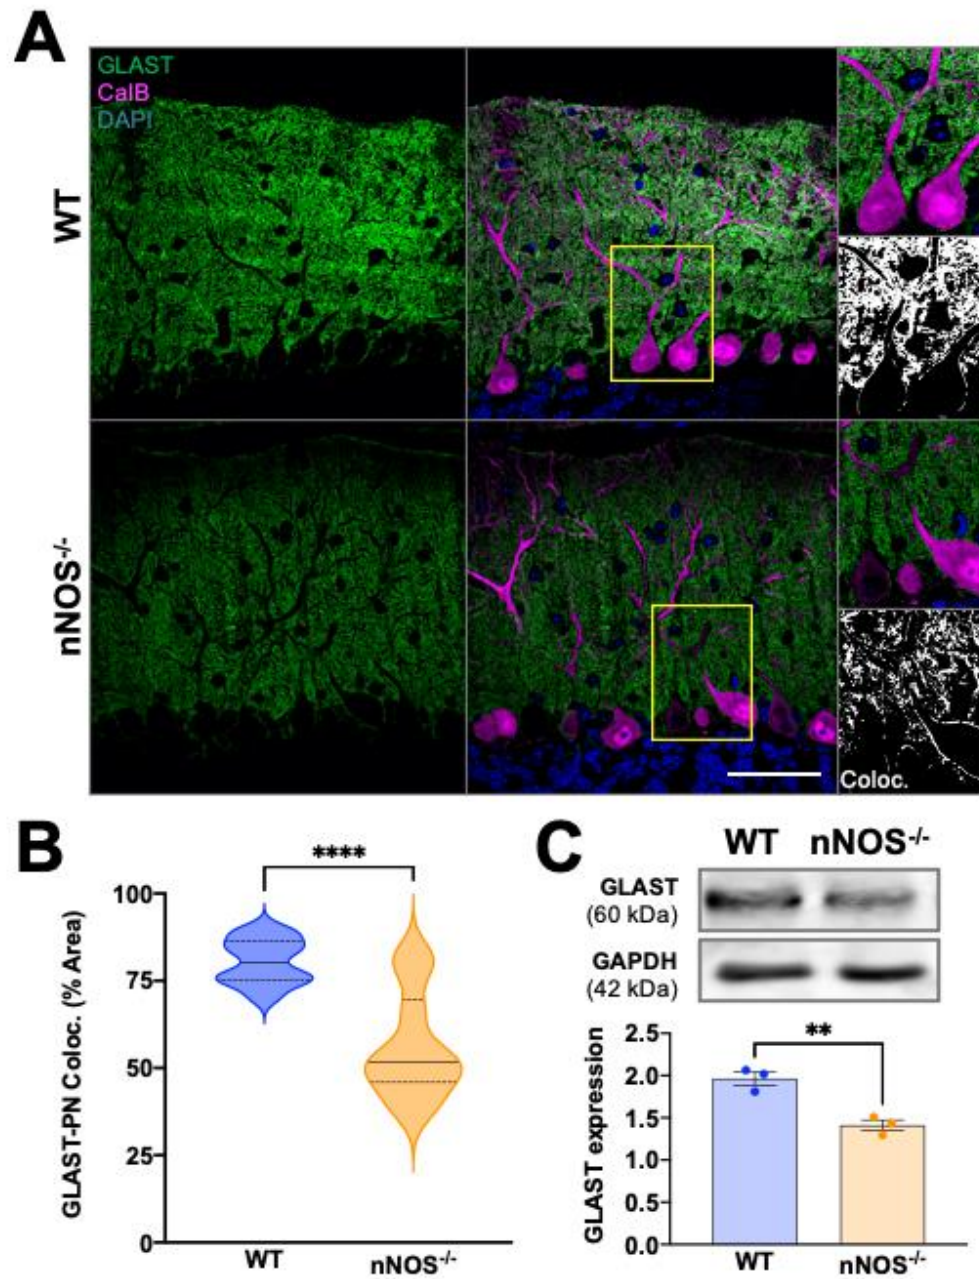 A
GLAST
CalB
DAPI
WT
nNOS-/-
Coloc.
B
****
GLAST-PN Coloc. (% Area)
100
75
50
25
0
WT
nNOS-/-
C
WT nNOS-/-
GLAST
(60 kDa)
GAPDH
(42 kDa)
**
GLAST expression
2.5
2.0
1.5
1.0
0.5
0.0
WT
nNOS-/-